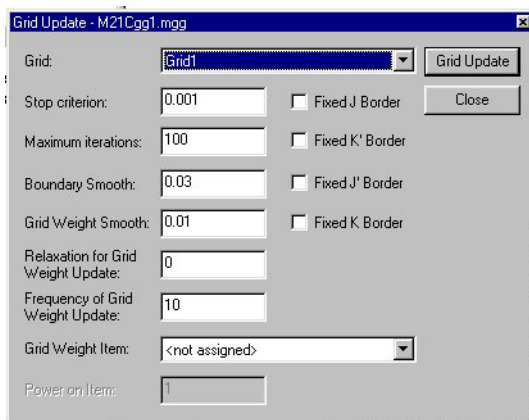 Grid Update - M21Cgg1.mgg
Grid: Grid1 Grid Update
Stop criterion: 0.001 Fixed J Border Close
Maximum iterations: 100 Fixed K' Border
Boundary Smooth: 0.03 Fixed J' Border
Grid Weight Smooth: 0.01 Fixed K Border
Relaxation for Grid
Weight Update: 0
Frequency of Grid
Weight Update: 10
Grid Weight Item: <not assigned>
Power on Item: 1